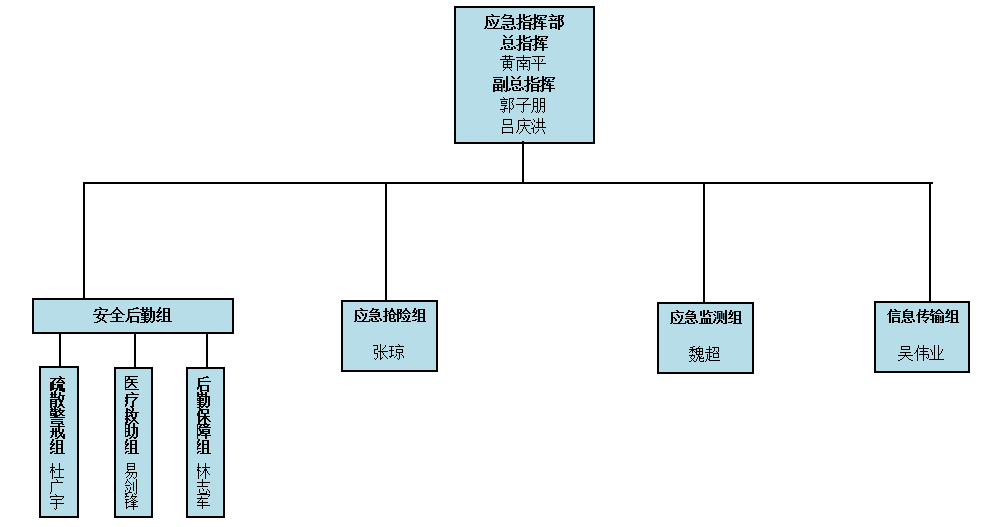 应急指挥部
总指挥
黄南平
副总指挥
郭子朋
吕庆洪
安全后勤组
应急抢险组
张琼
应急监测组
魏超
信息传输组
吴伟业
疏散警戒组
杜广宇
医疗救助组
易剑锋
后勤保障组
林志军